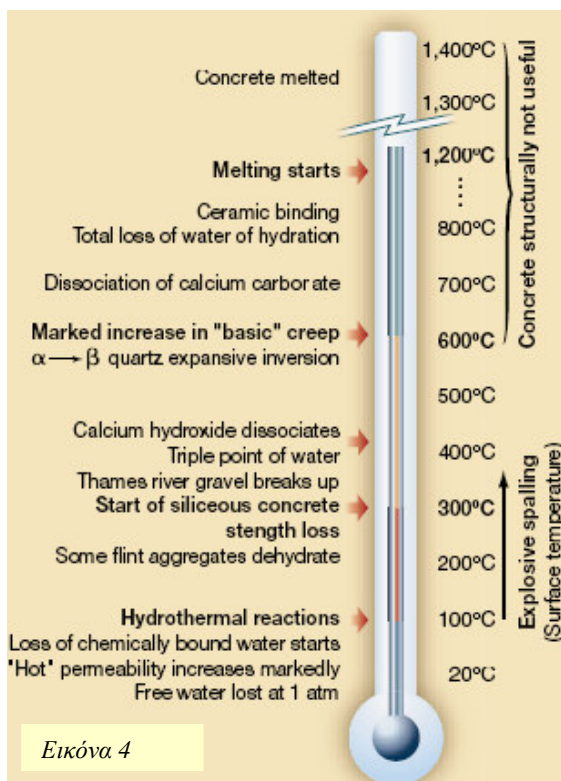 Concrete melted
Melting starts
Ceramic binding
Total loss of water of hydration
Dissociation of calcium carborate
Marked increase in "basic" creep
α → β quartz expansive inversion
Calcium hydroxide dissociates
Triple point of water
Thames river gravel breaks up
Start of siliceous concrete
stength loss
Some flint aggregates dehydrate
Hydrothermal reactions
Loss of chemically bound water starts
"Hot" permeability increases markedly
Free water lost at 1 atm
1,400°C
1,300°C
1,200°C
800°C
700°C
600°C
500°C
400°C
300°C
200°C
100°C
20°C
Concrete structurally not useful
Explosive spalling
(Surface temperature)
Εικόνα 4